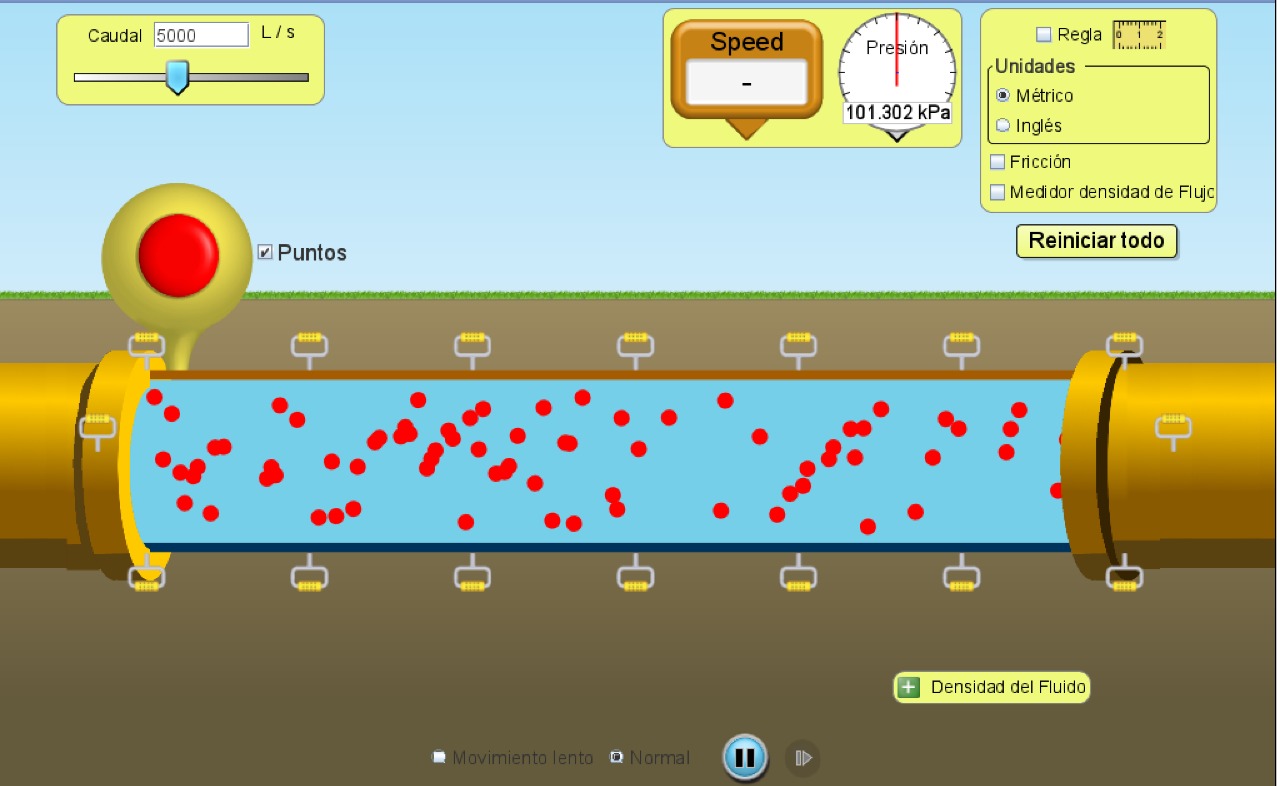 Caudal 5000 L / s
Speed
-
Presión
101.302 kPa
Regla 0 1 2
Unidades
Métrico
Inglés
Fricción
Medidor densidad de Flujo
Reiniciar todo
Puntos
Densidad del Fluido
Movimiento lento Normal